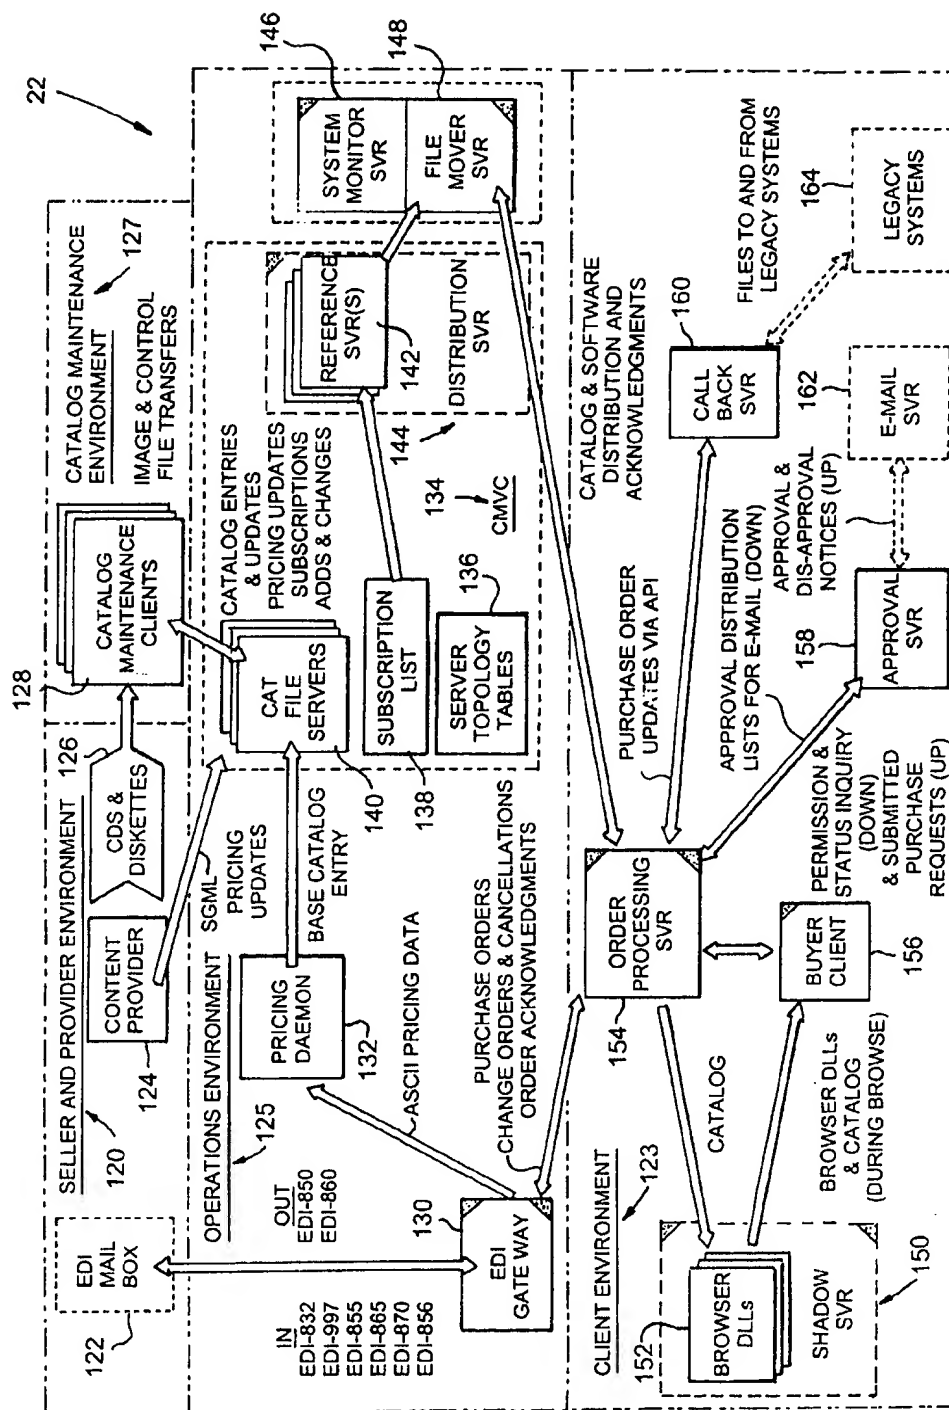 22
SELLER AND PROVIDER ENVIRONMENT
120
EDI
MAIL
BOX
122
CONTENT
PROVIDER
124
CDS &
DISKETTES
126
CATALOG MAINTENANCE
ENVIRONMENT
127
IMAGE & CONTROL
FILE TRANSFERS
CATALOG
MAINTENANCE
CLIENTS
128
OPERATIONS ENVIRONMENT
125
SGML
PRICING
UPDATES
OUT
EDI-850
EDI-860
IN
EDI-832
EDI-997
EDI-855
EDI-865
EDI-870
EDI-856
EDI
GATE WAY
130
PRICING
DAEMON
132
ASCII PRICING DATA
BASE CATALOG
ENTRY
PURCHASE ORDERS
CHANGE ORDERS & CANCELLATIONS
ORDER ACKNOWLEDGMENTS
CAT
FILE
SERVERS
140
CATALOG ENTRIES
& UPDATES
PRICING UPDATES
SUBSCRIPTIONS
ADDS & CHANGES
SUBSCRIPTION
LIST
138
SERVER
TOPOLOGY
TABLES
136
134
CMVC
REFERENCE
SVR(S)
142
DISTRIBUTION
SVR
144
SYSTEM
MONITOR
SVR
146
FILE
MOVER
SVR
148
CLIENT ENVIRONMENT
123
BROWSER
DLLs
152
SHADOW
SVR
150
CATALOG
BROWSER DLLs
& CATALOG
(DURING BROWSE)
ORDER
PROCESSING
SVR
154
BUYER
CLIENT
156
PERMISSION &
STATUS INQUIRY
(DOWN)
& SUBMITTED
PURCHASE
REQUESTS (UP)
PURCHASE ORDER
UPDATES VIA API
APPROVAL DISTRIBUTION
LISTS FOR E-MAIL (DOWN)
APPROVAL &
DIS-APPROVAL
NOTICES (UP)
APPROVAL
SVR
158
CATALOG & SOFTWARE
DISTRIBUTION AND
ACKNOWLEDGMENTS
CALL
BACK
SVR
160
E-MAIL
SVR
162
FILES TO AND FROM
LEGACY SYSTEMS
LEGACY
SYSTEMS
164